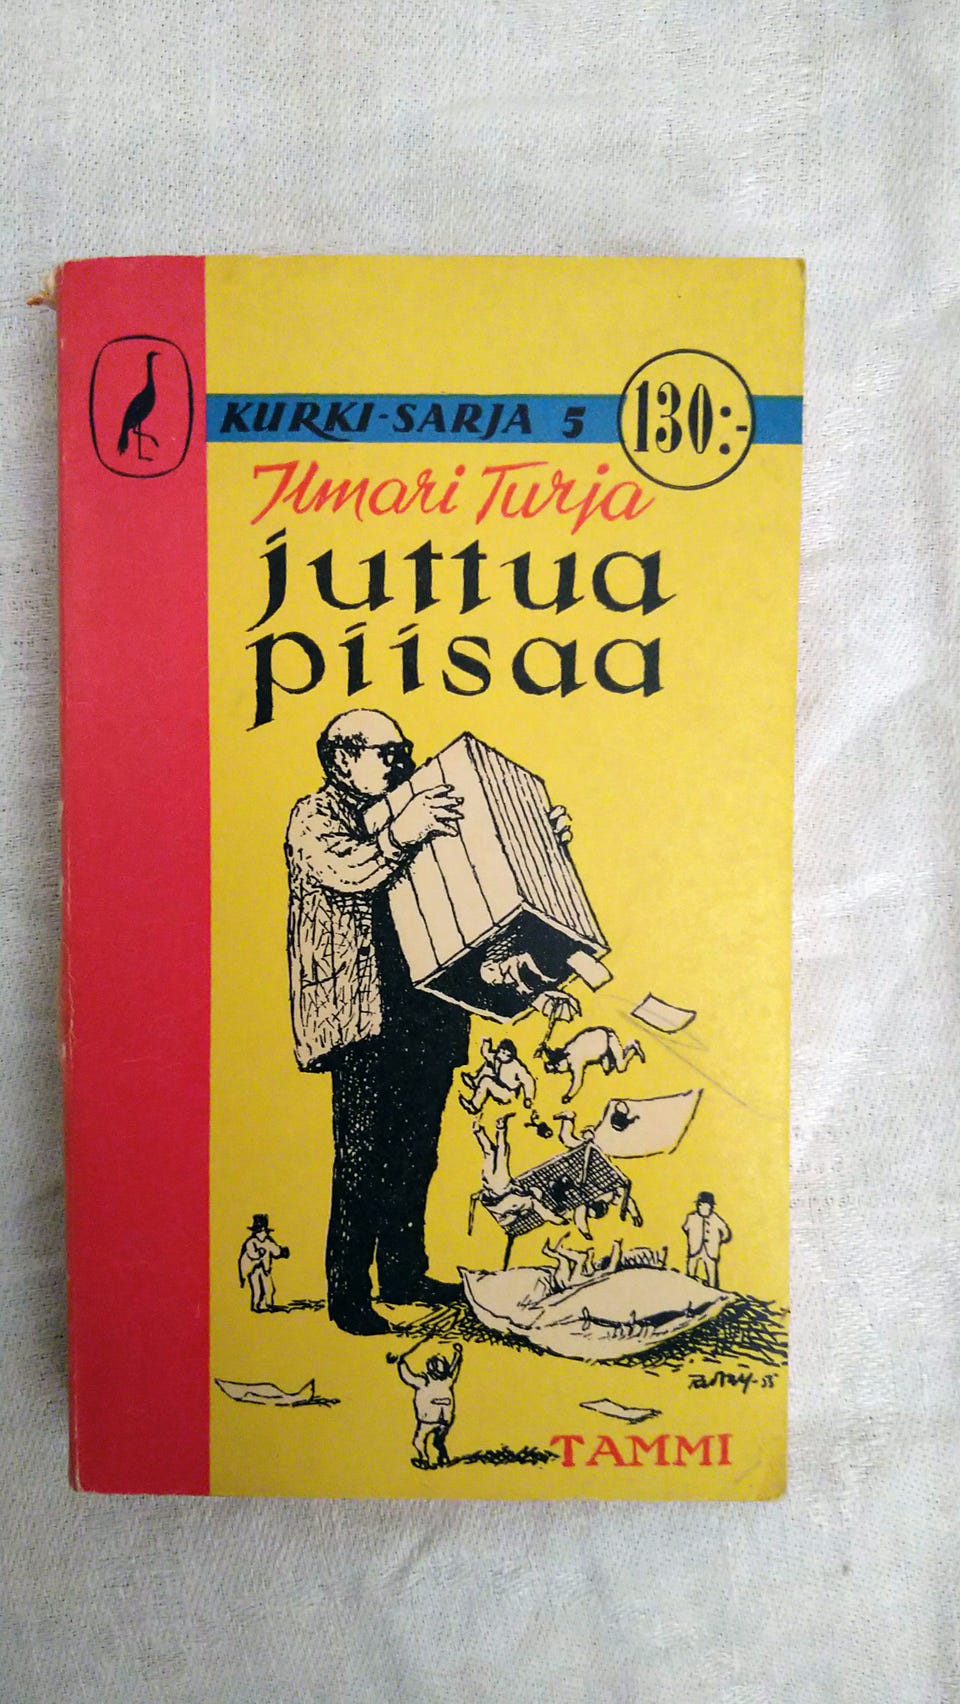 KURKI-SARJA 5
130:-
Ilmari Turja
juttua
piisaa
TAMMI